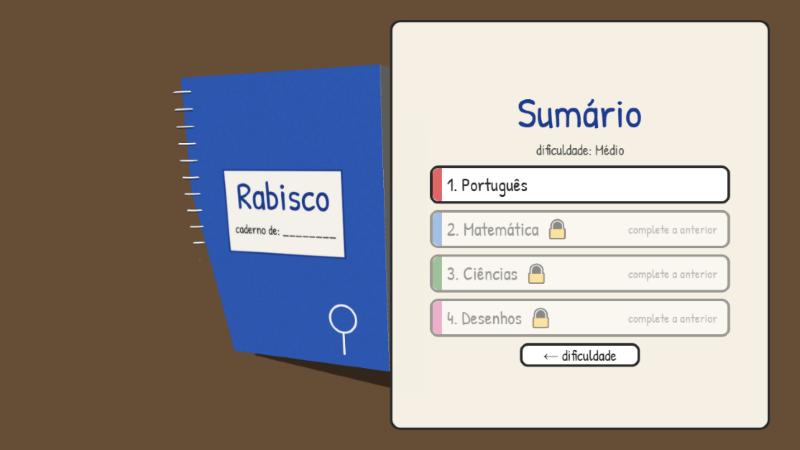 Rabisco
caderno de: ________
Sumário
dificuldade: Médio
1. Português
2. Matemática 🔒 complete a anterior
3. Ciências 🔒 complete a anterior
4. Desenhos 🔒 complete a anterior
← dificuldade